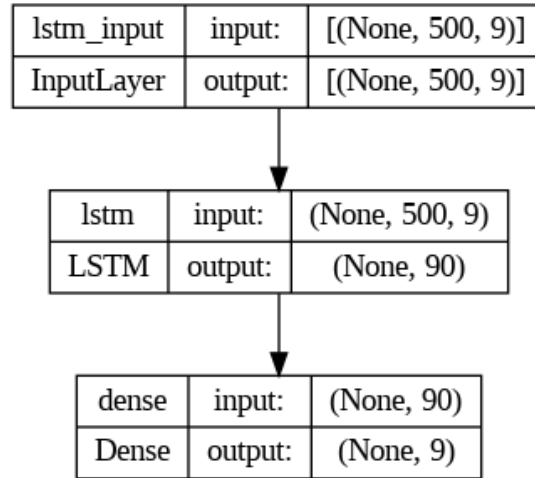 lstm_input input: [(None, 500, 9)]
InputLayer output: [(None, 500, 9)]
lstm input: (None, 500, 9)
LSTM output: (None, 90)
dense input: (None, 90)
Dense output: (None, 9)